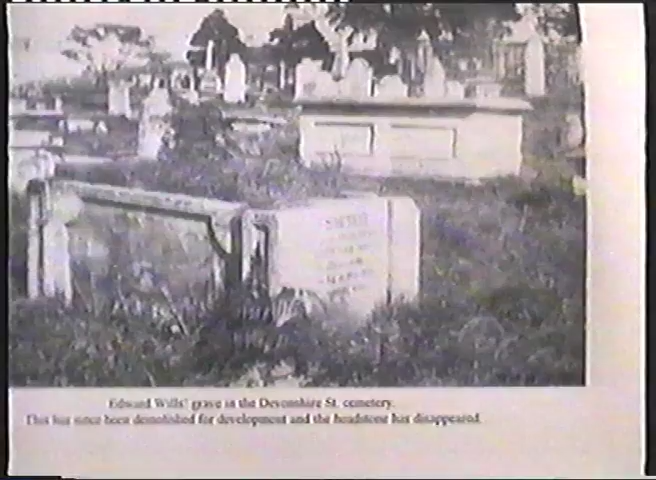 Edward Wills' grave in the Devonshire St. cemetery.
This has since been demolished for development and the headstone has disappeared.